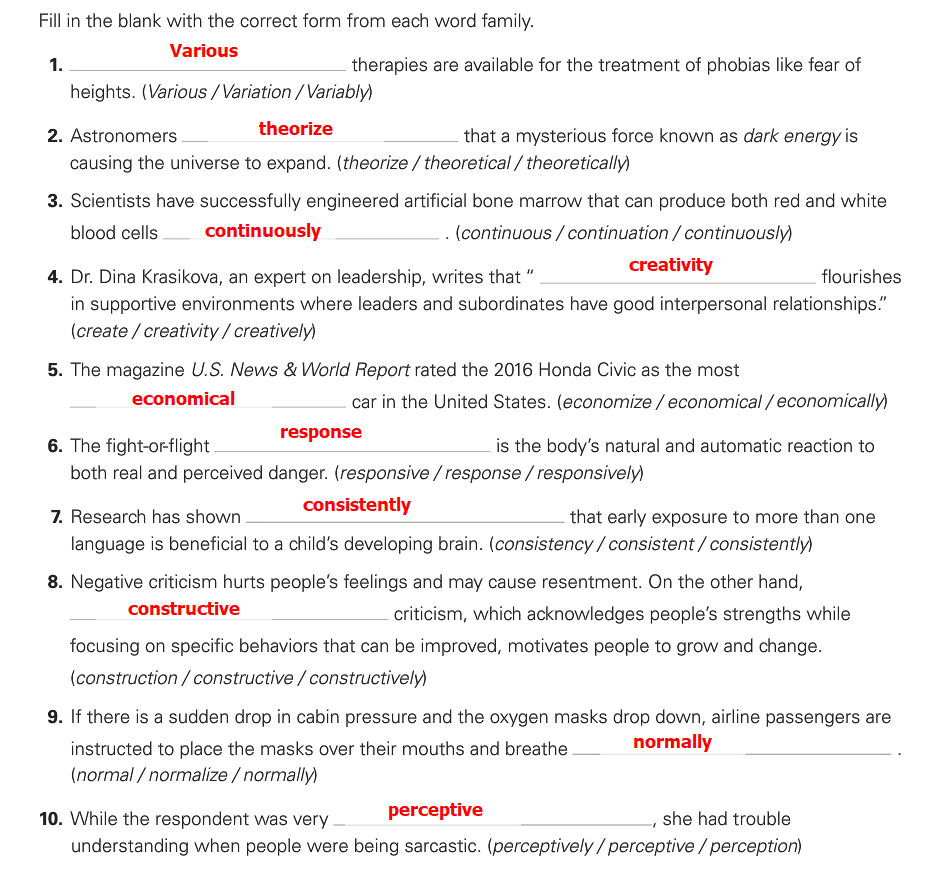 Fill in the blank with the correct form from each word family.
1. Various therapies are available for the treatment of phobias like fear of
heights. (Various / Variation / Variably)
2. Astronomers theorize that a mysterious force known as dark energy is
causing the universe to expand. (theorize / theoretical / theoretically)
3. Scientists have successfully engineered artificial bone marrow that can produce both red and white
blood cells continuously . (continuous / continuation / continuously)
4. Dr. Dina Krasikova, an expert on leadership, writes that “ creativity flourishes
in supportive environments where leaders and subordinates have good interpersonal relationships.”
(create / creativity / creatively)
5. The magazine U.S. News & World Report rated the 2016 Honda Civic as the most
economical car in the United States. (economize / economical / economically)
6. The fight-or-flight response is the body’s natural and automatic reaction to
both real and perceived danger. (responsive / response / responsively)
7. Research has shown consistently that early exposure to more than one
language is beneficial to a child’s developing brain. (consistency / consistent / consistently)
8. Negative criticism hurts people’s feelings and may cause resentment. On the other hand,
constructive criticism, which acknowledges people’s strengths while
focusing on specific behaviors that can be improved, motivates people to grow and change.
(construction / constructive / constructively)
9. If there is a sudden drop in cabin pressure and the oxygen masks drop down, airline passengers are
instructed to place the masks over their mouths and breathe normally .
(normal / normalize / normally)
10. While the respondent was very perceptive , she had trouble
understanding when people were being sarcastic. (perceptively / perceptive / perception)